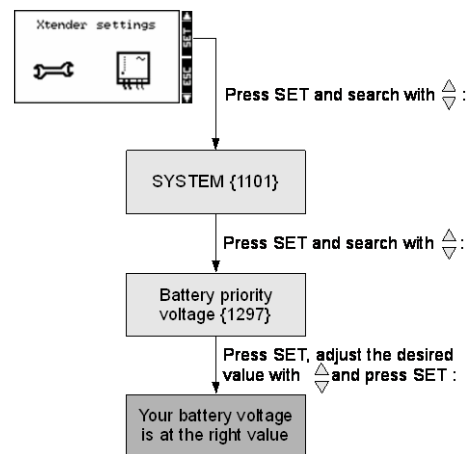 Xtender settings
SET
ESC
Press SET and search with :
SYSTEM {1101}
Press SET and search with :
Battery priority
voltage {1297}
Press SET, adjust the desired
value with and press SET :
Your battery voltage
is at the right value